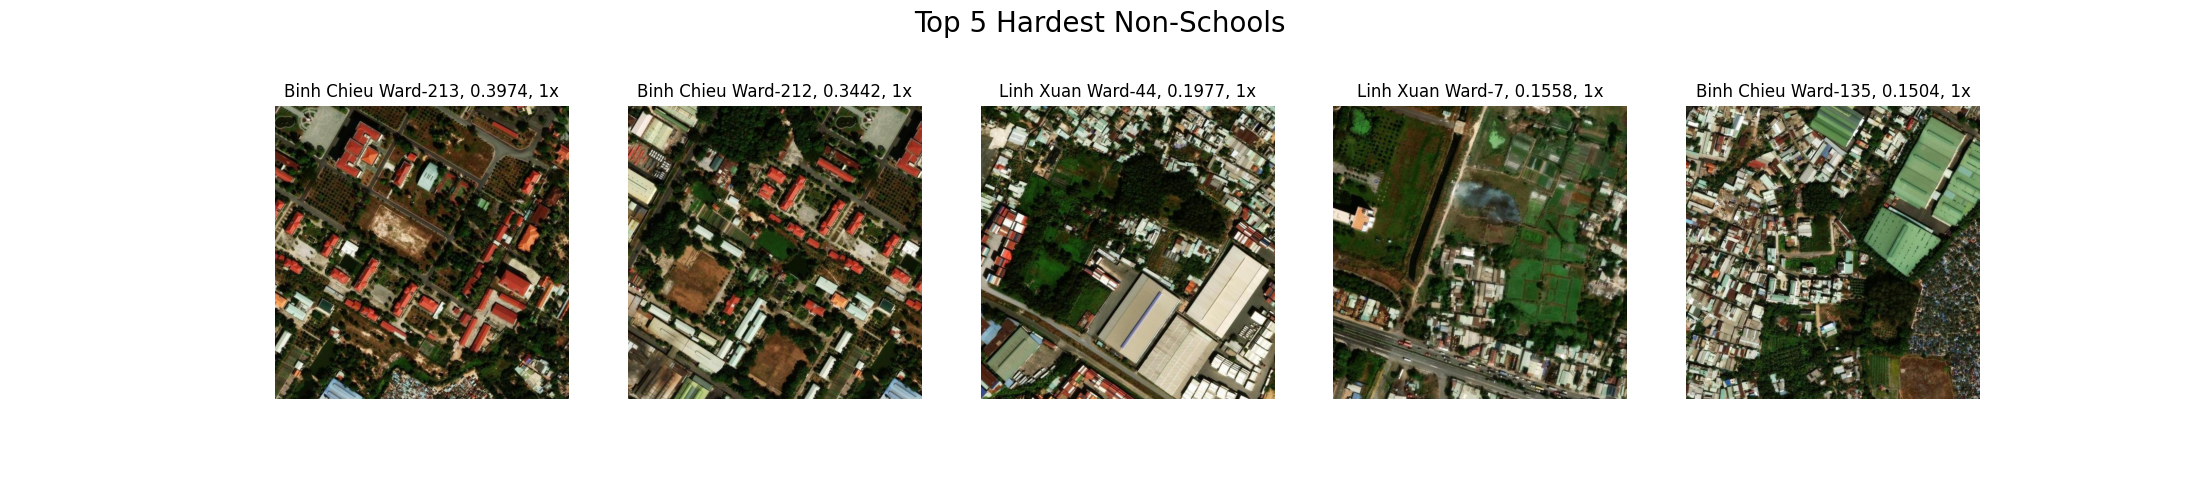 Top 5 Hardest Non-Schools
Binh Chieu Ward-213, 0.3974, 1x
Binh Chieu Ward-212, 0.3442, 1x
Linh Xuan Ward-44, 0.1977, 1x
Linh Xuan Ward-7, 0.1558, 1x
Binh Chieu Ward-135, 0.1504, 1x